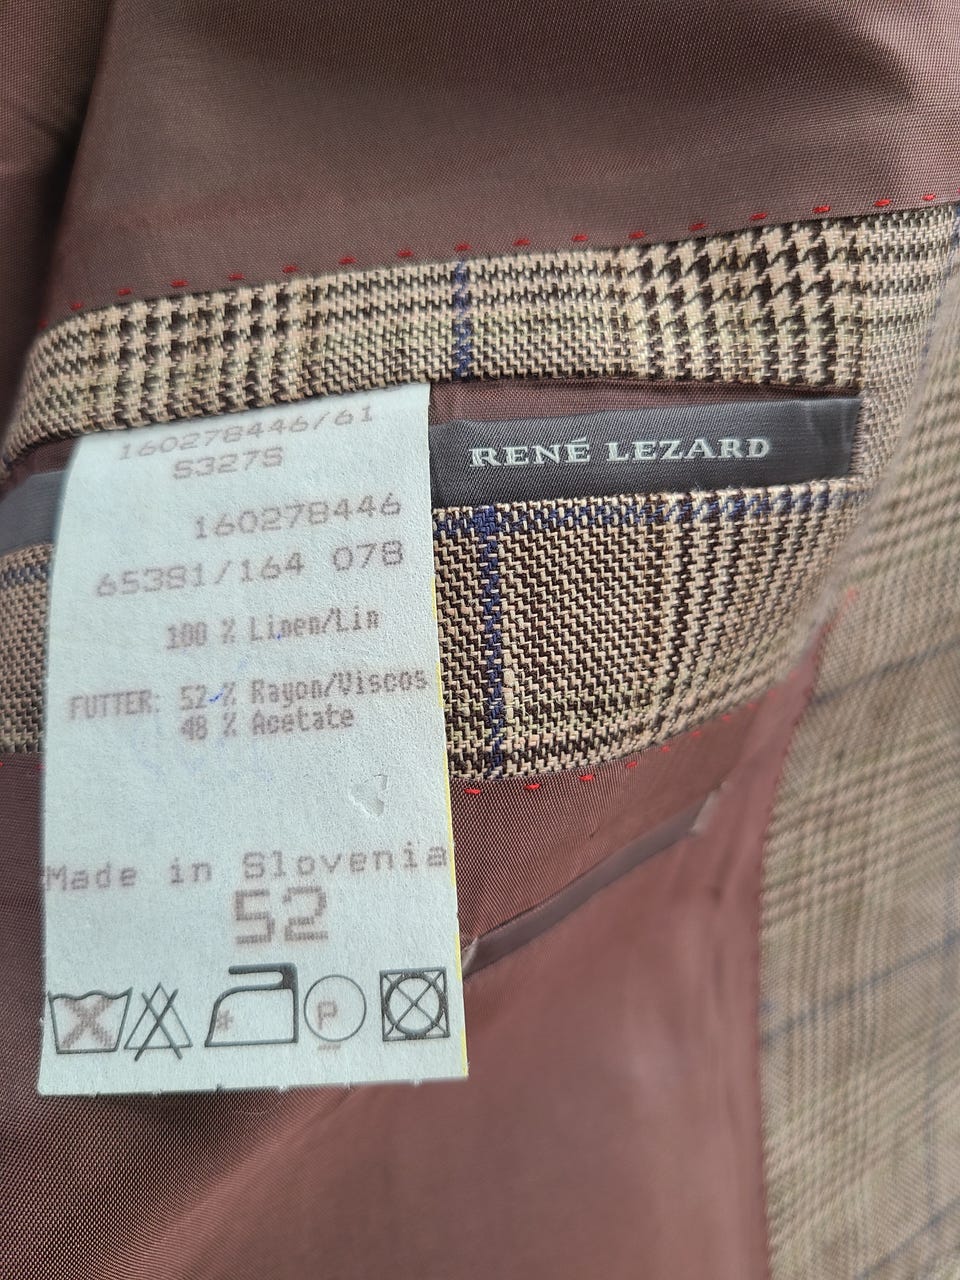 160278446/61
S327S
RENÉ LEZARD
160278446
65381/164 078
100 % Linen/Lin
FUTTER: 52 % Rayon/Viscos
48 % Acetate
Made in Slovenia
52
P